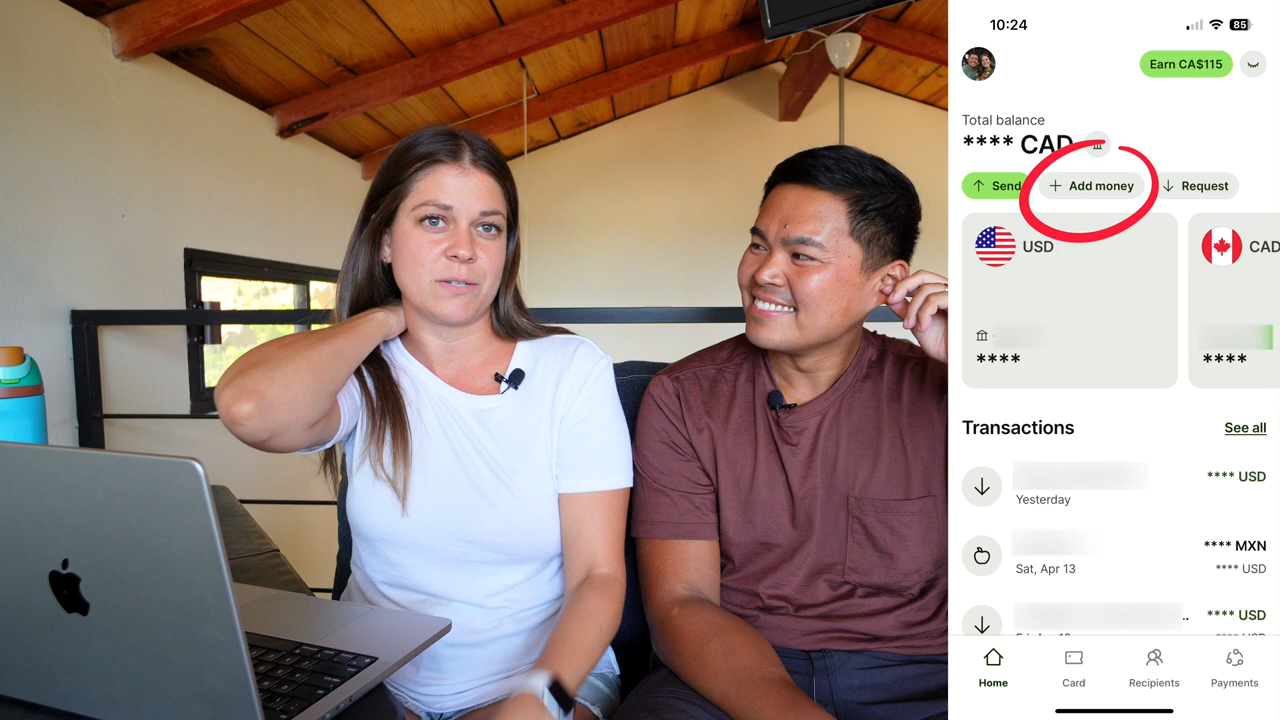 10:24
85
Earn CA$115
Total balance
**** CAD
Send
Add money
Request
USD
CAD
****
****
Transactions
See all
**** USD
Yesterday
**** MXN
Sat, Apr 13
**** USD
**** USD
..
Home
Card
Recipients
Payments